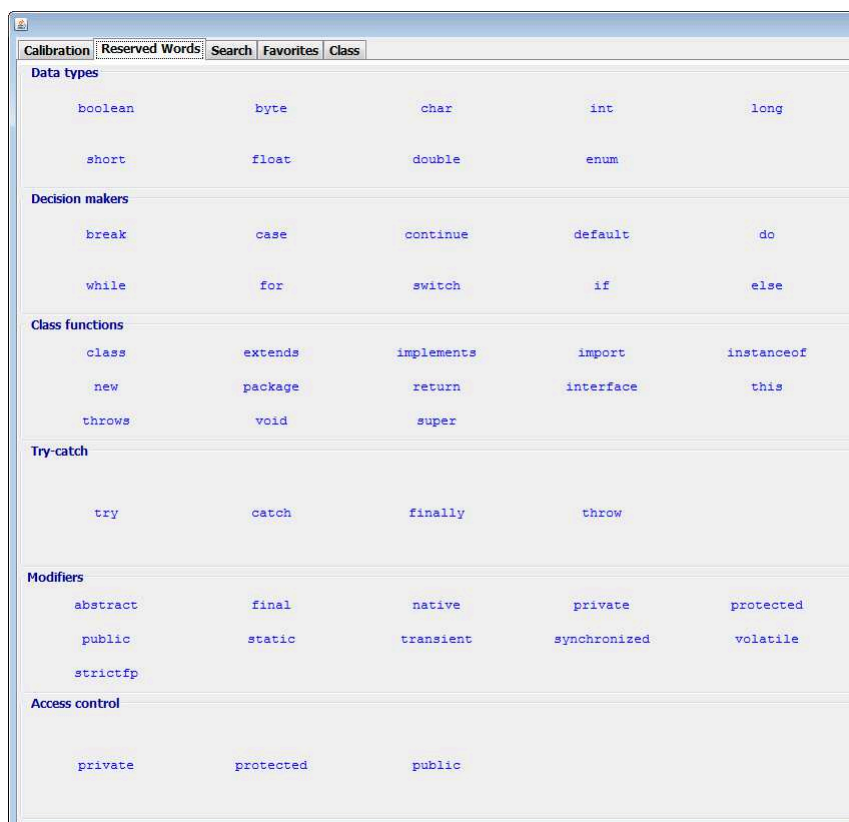 Calibration Reserved Words Search Favorites Class
Data types
boolean byte char int long
short float double enum
Decision makers
break case continue default do
while for switch if else
Class functions
class extends implements import instanceof
new package return interface this
throws void super
Try-catch
try catch finally throw
Modifiers
abstract final native private protected
public static transient synchronized volatile
strictfp
Access control
private protected public